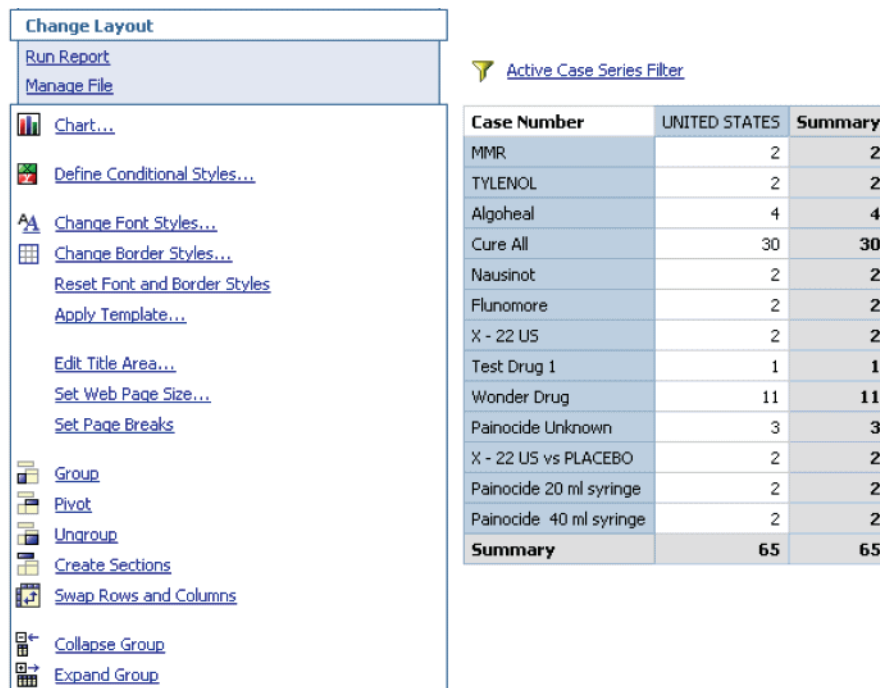 Change Layout
Run Report
Manage File
Chart...
Define Conditional Styles...
Change Font Styles...
Change Border Styles...
Reset Font and Border Styles
Apply Template...
Edit Title Area...
Set Web Page Size...
Set Page Breaks
Group
Pivot
Ungroup
Create Sections
Swap Rows and Columns
Collapse Group
Expand Group
Active Case Series Filter
Case Number UNITED STATES Summary
MMR 2 2
TYLENOL 2 2
Algoheal 4 4
Cure All 30 30
Nausinot 2 2
Flunomore 2 2
X - 22 US 2 2
Test Drug 1 1 1
Wonder Drug 11 11
Painocide Unknown 3 3
X - 22 US vs PLACEBO 2 2
Painocide 20 ml syringe 2 2
Painocide 40 ml syringe 2 2
Summary 65 65